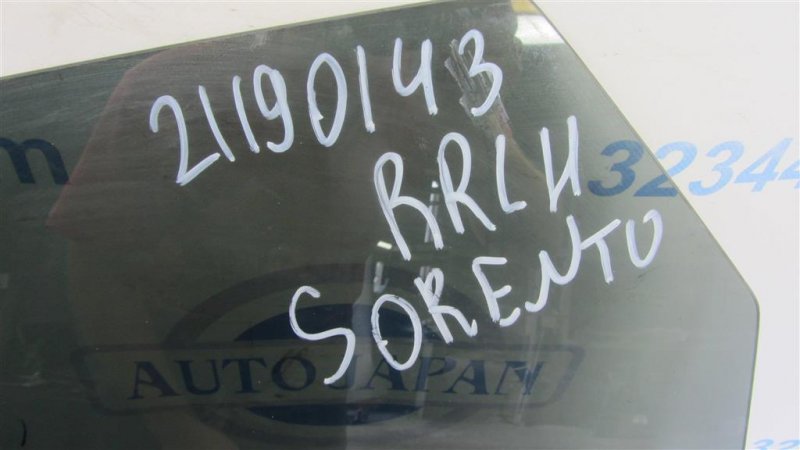 21190143
RRLH
SORENTO
m
32344
AUTOJAPAN